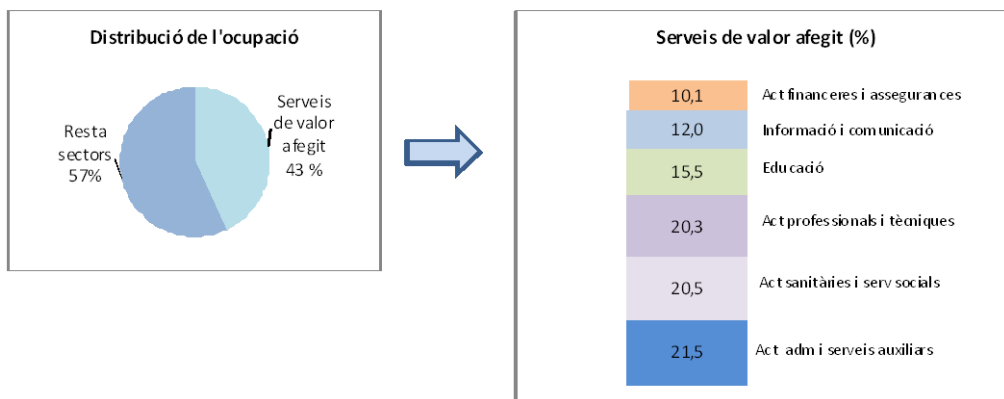 Distribució de l'ocupació
Serveis
de valor
afegit
43 %
Resta
sectors
57%
Serveis de valor afegit (%)
10,1 Act financeres i assegurances
12,0 Informació i comunicació
15,5 Educació
20,3 Act professionals i tècniques
20,5 Act sanitàries i serv socials
21,5 Act adm i serveis auxiliars